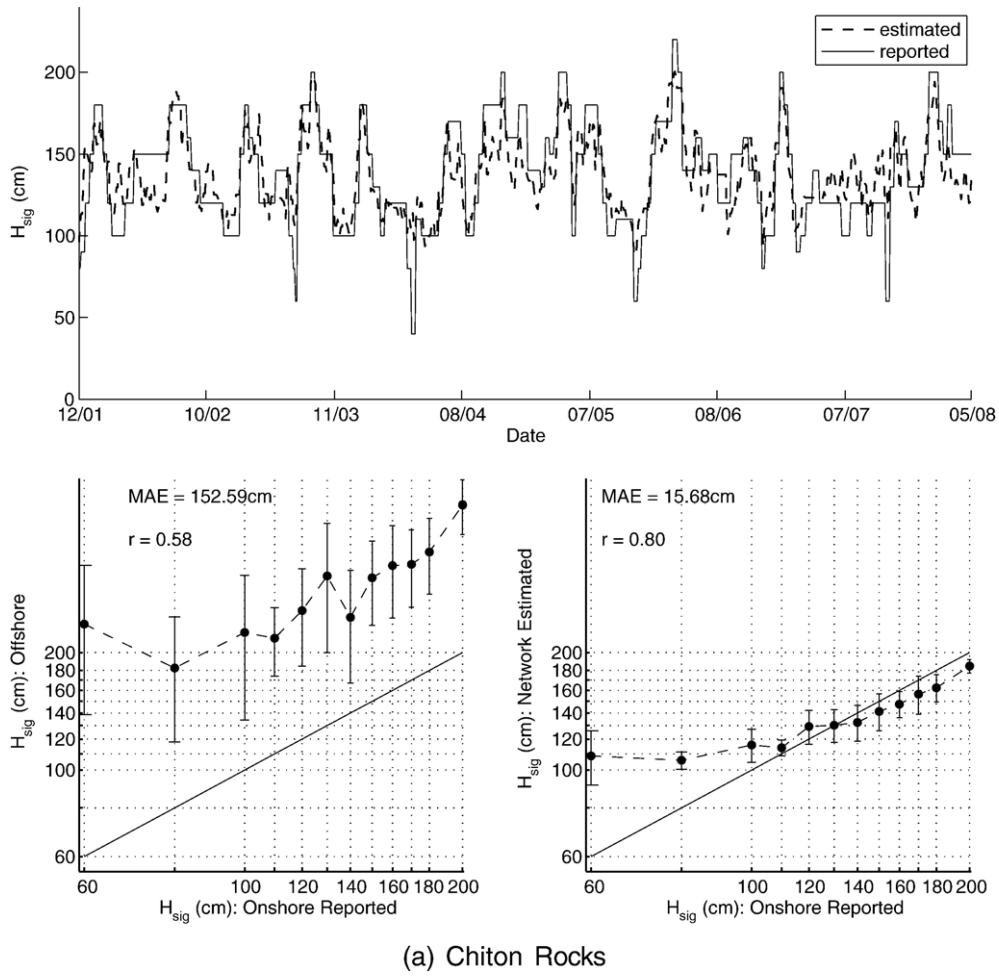 estimated
reported
200
150
100
50
0
H_sig (cm)
12/01 10/02 11/03 08/04 07/05 08/06 07/07 05/08
Date
MAE = 152.59cm
r = 0.58
H_sig (cm): Offshore
200
180
160
140
120
100
60
60 100 120 140 160 180 200
H_sig (cm): Onshore Reported
MAE = 15.68cm
r = 0.80
H_sig (cm): Network Estimated
200
180
160
140
120
100
60
60 100 120 140 160 180 200
H_sig (cm): Onshore Reported
(a) Chiton Rocks